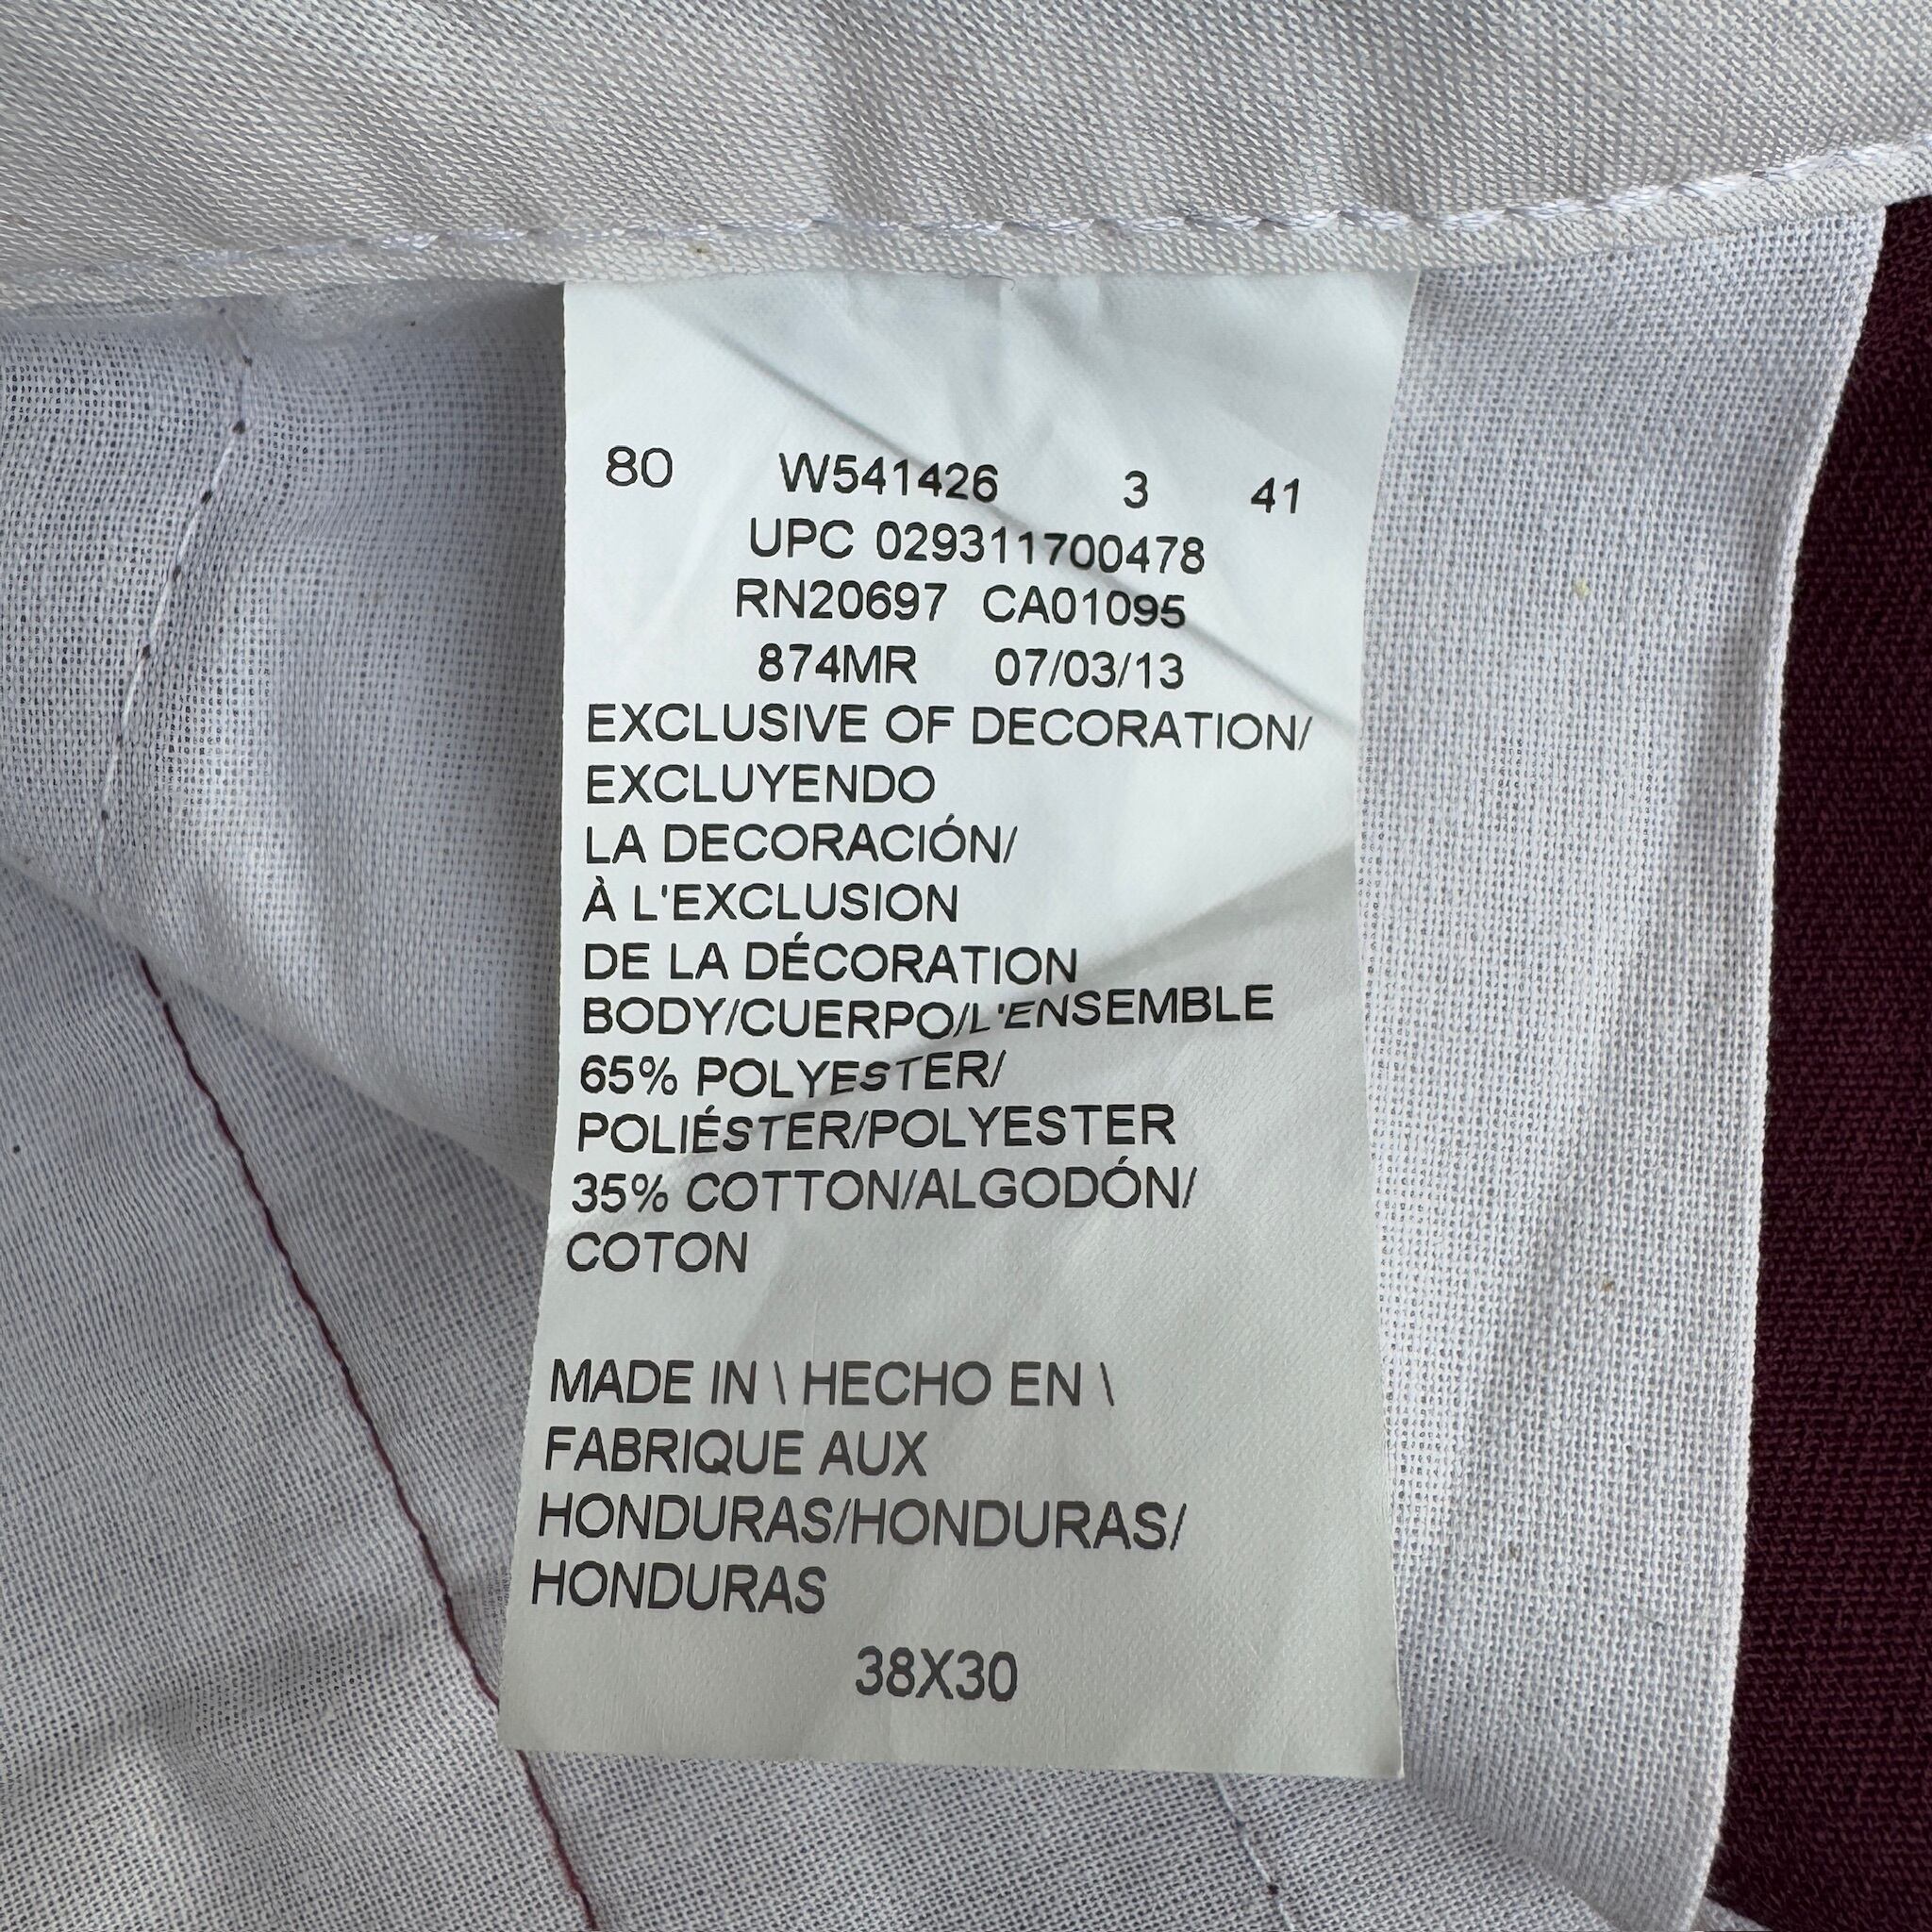 80 W541426 3 41
UPC 029311700478
RN20697 CA01095
874MR 07/03/13
EXCLUSIVE OF DECORATION/
EXCLUYENDO
LA DECORACIÓN/
À L'EXCLUSION
DE LA DÉCORATION
BODY/CUERPO/L'ENSEMBLE
65% POLYESTER/
POLIÉSTER/POLYESTER
35% COTTON/ALGODÓN/
COTON
MADE IN \ HECHO EN \
FABRIQUE AUX
HONDURAS/HONDURAS/
HONDURAS
38X30